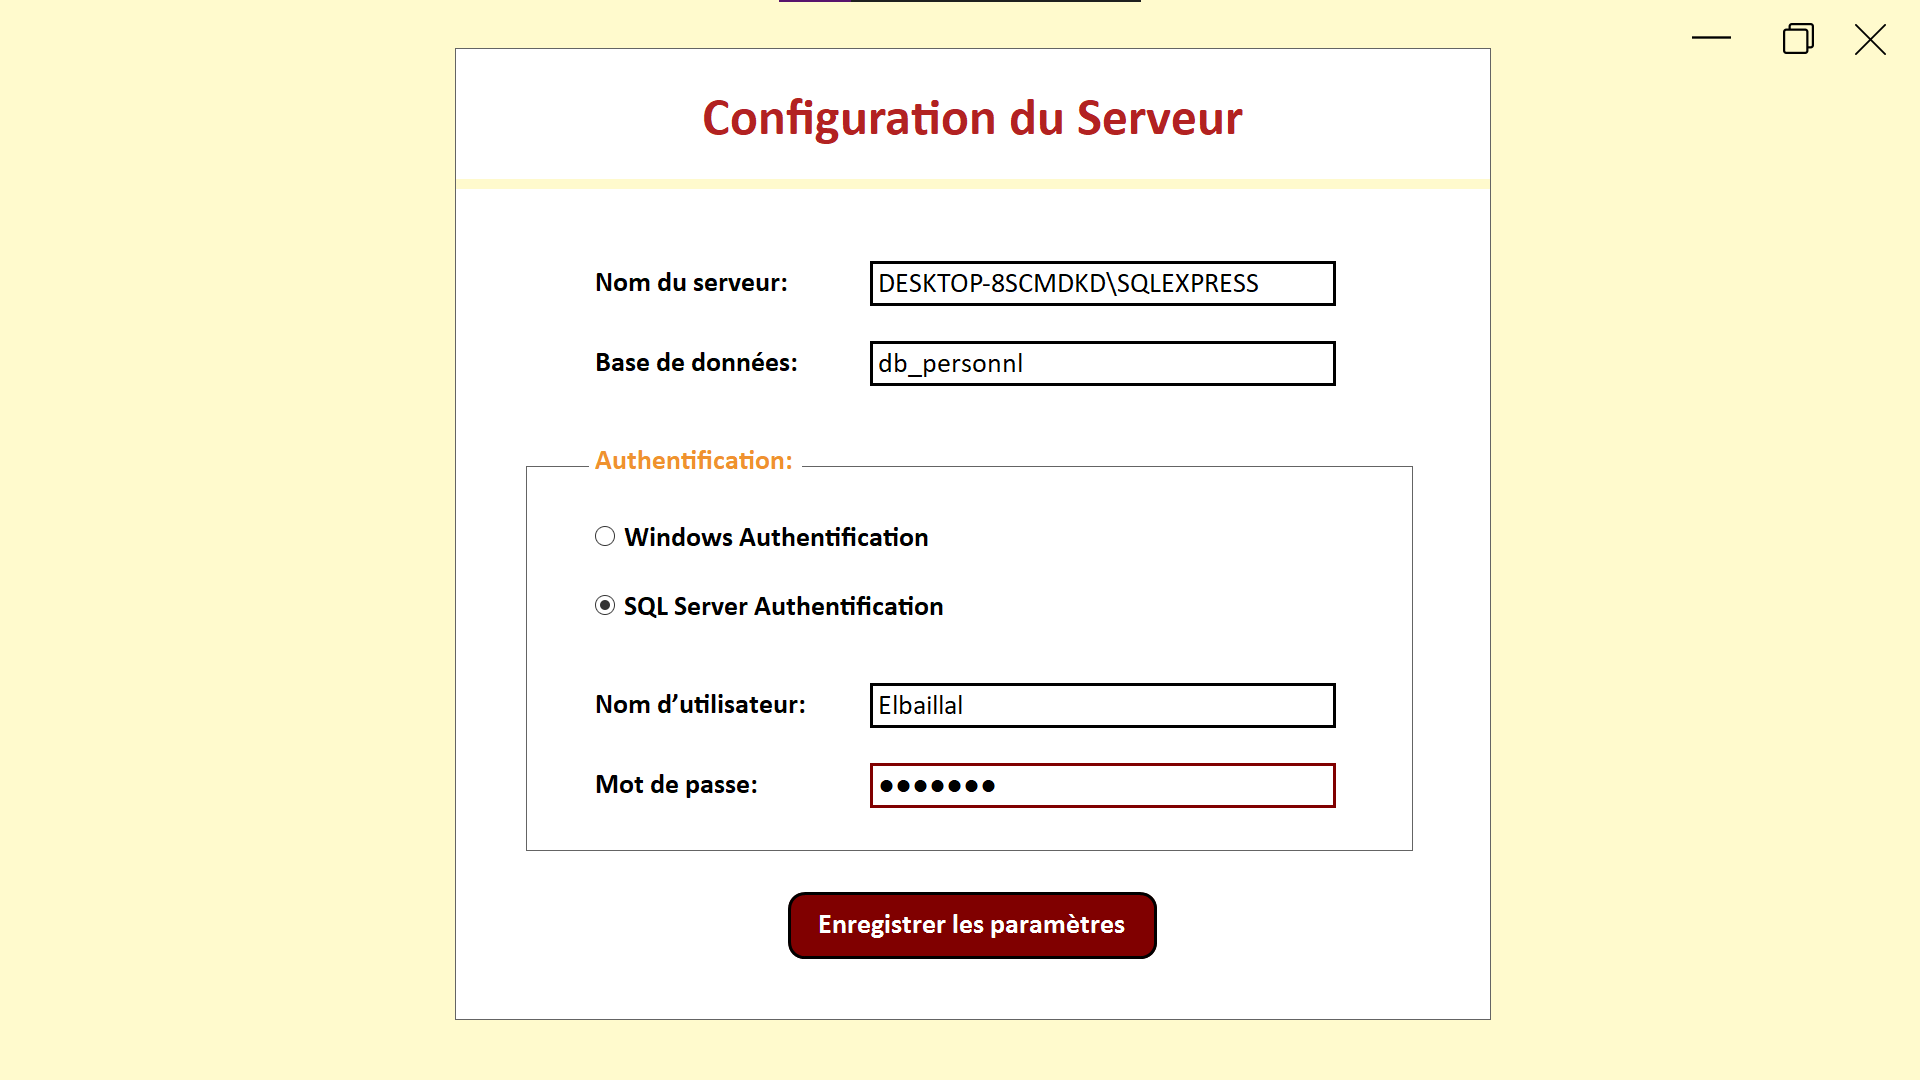 Configuration du Serveur
Nom du serveur: DESKTOP-8SCMDKD\SQLEXPRESS
Base de données: db_personnl
Authentification:
Windows Authentification
SQL Server Authentification
Nom d’utilisateur: Elbaillal
Mot de passe: ●●●●●●●
Enregistrer les paramètres